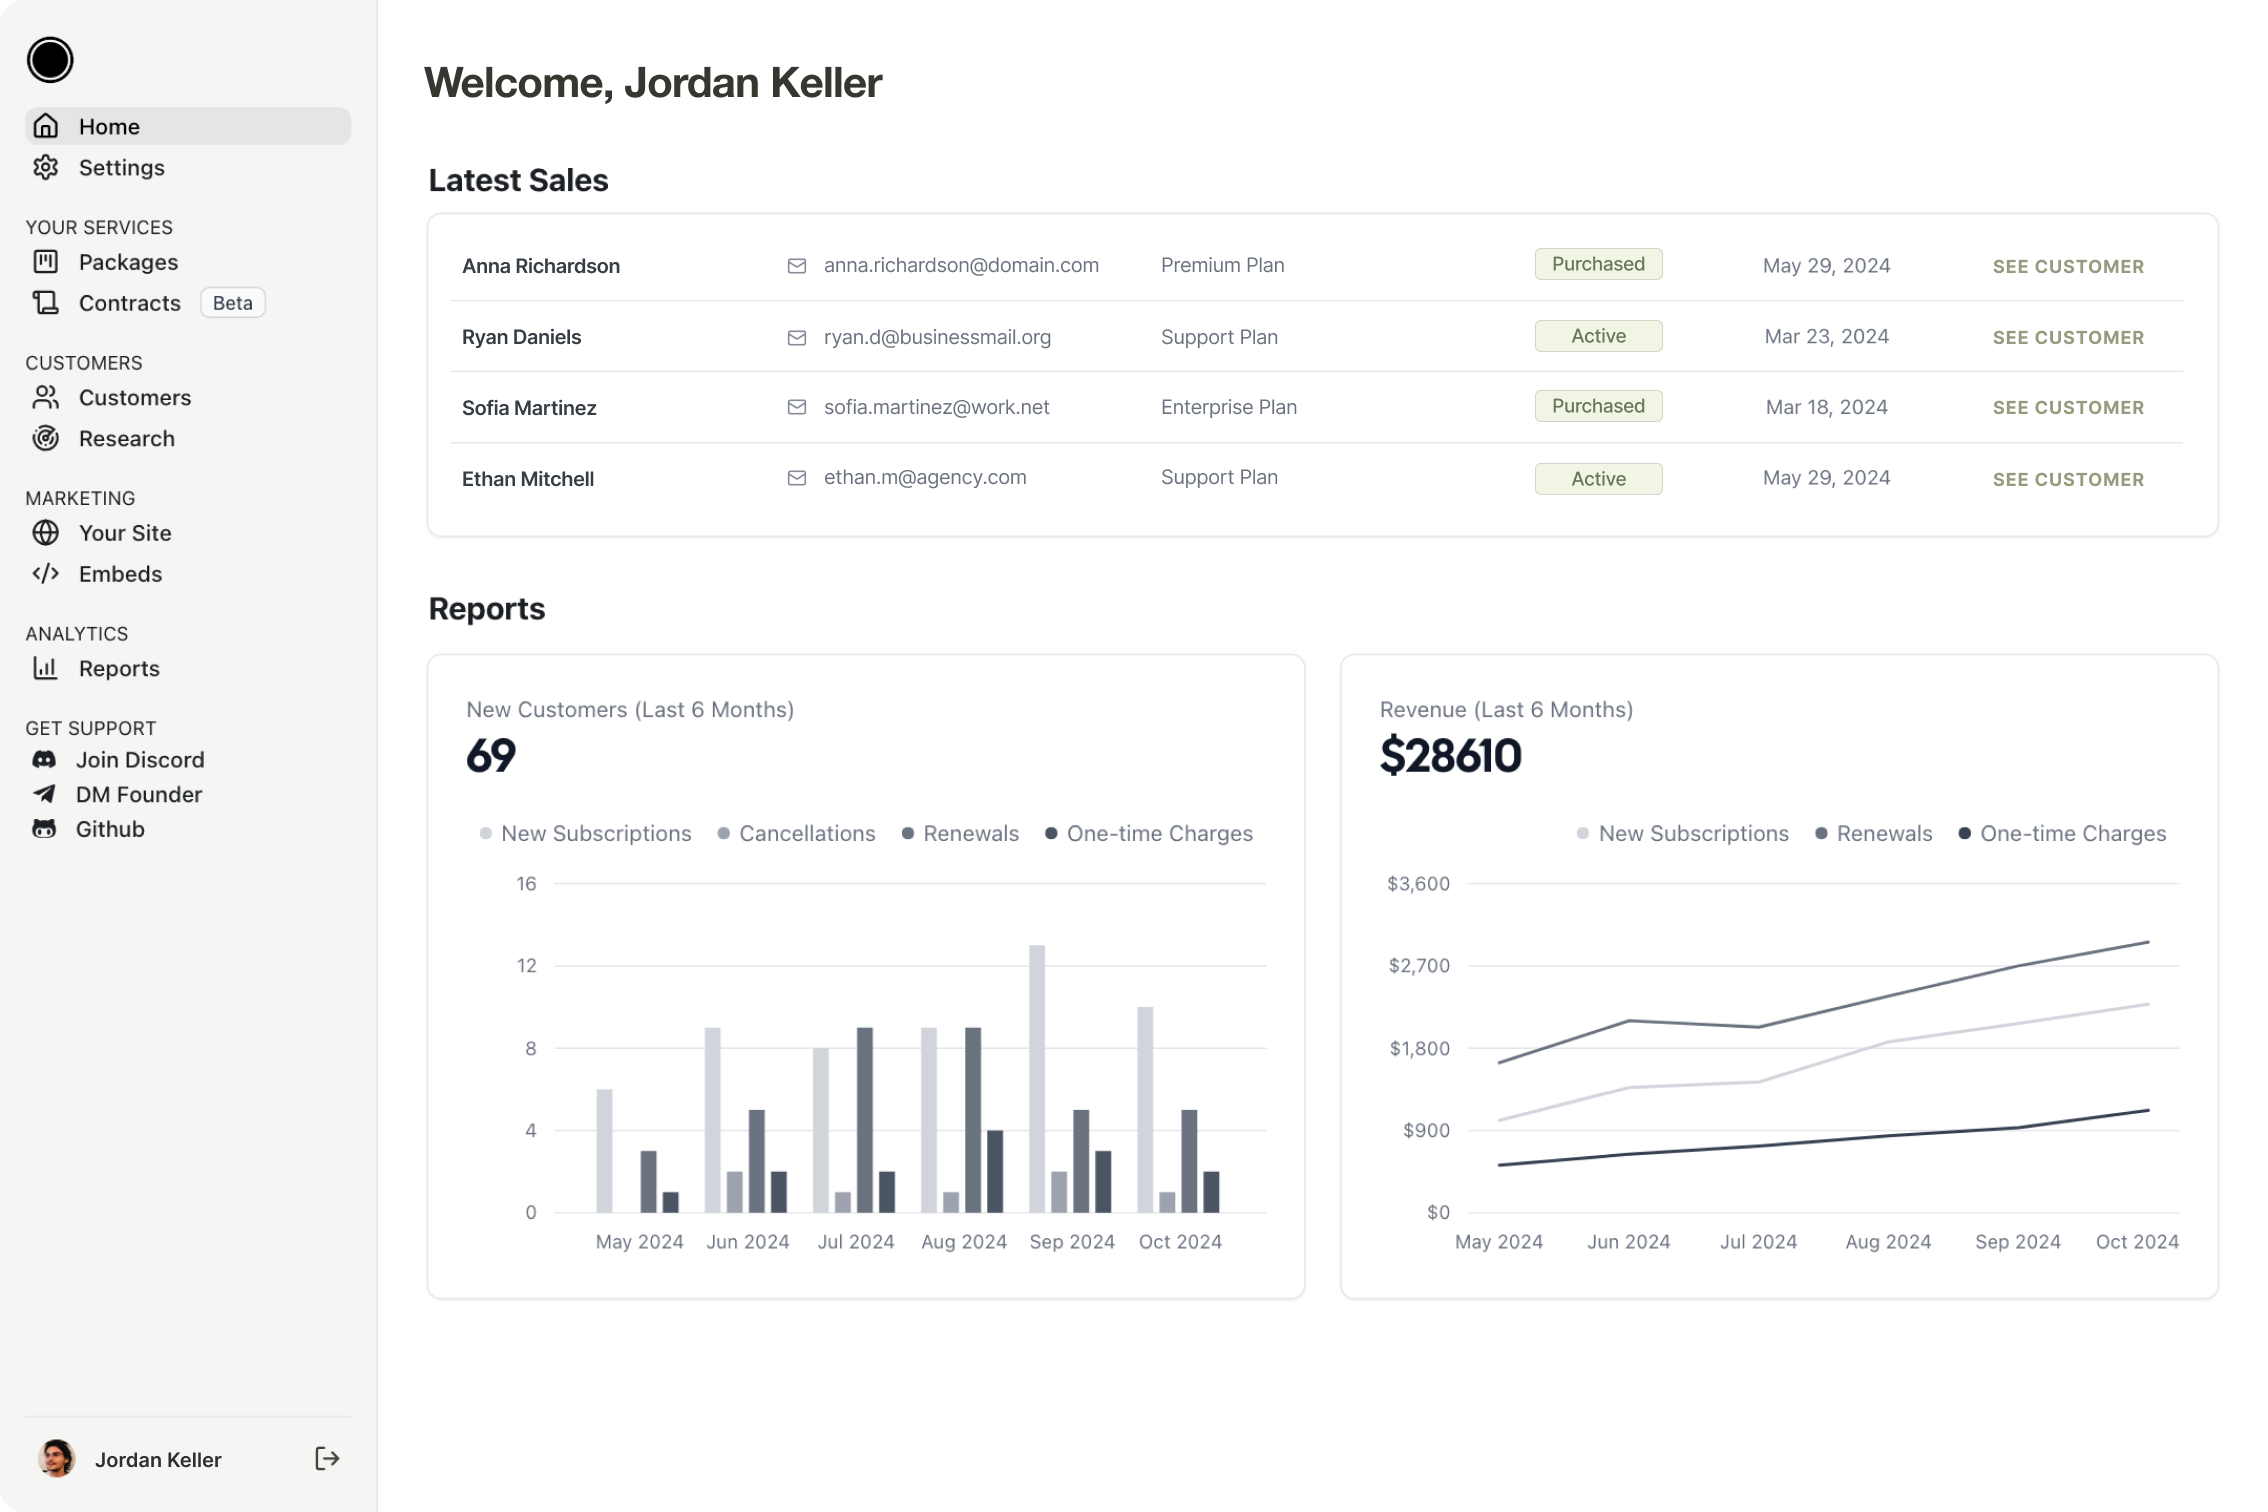 Home
Settings
YOUR SERVICES
Packages
Contracts Beta
CUSTOMERS
Customers
Research
MARKETING
Your Site
Embeds
ANALYTICS
Reports
GET SUPPORT
Join Discord
DM Founder
Github
Jordan Keller
Welcome, Jordan Keller
Latest Sales
Anna Richardson anna.richardson@domain.com Premium Plan Purchased May 29, 2024 SEE CUSTOMER
Ryan Daniels ryan.d@businessmail.org Support Plan Active Mar 23, 2024 SEE CUSTOMER
Sofia Martinez sofia.martinez@work.net Enterprise Plan Purchased Mar 18, 2024 SEE CUSTOMER
Ethan Mitchell ethan.m@agency.com Support Plan Active May 29, 2024 SEE CUSTOMER
Reports
New Customers (Last 6 Months)
69
New Subscriptions Cancellations Renewals One-time Charges
16
12
8
4
0
May 2024 Jun 2024 Jul 2024 Aug 2024 Sep 2024 Oct 2024
Revenue (Last 6 Months)
$28610
New Subscriptions Renewals One-time Charges
$3,600
$2,700
$1,800
$900
$0
May 2024 Jun 2024 Jul 2024 Aug 2024 Sep 2024 Oct 2024